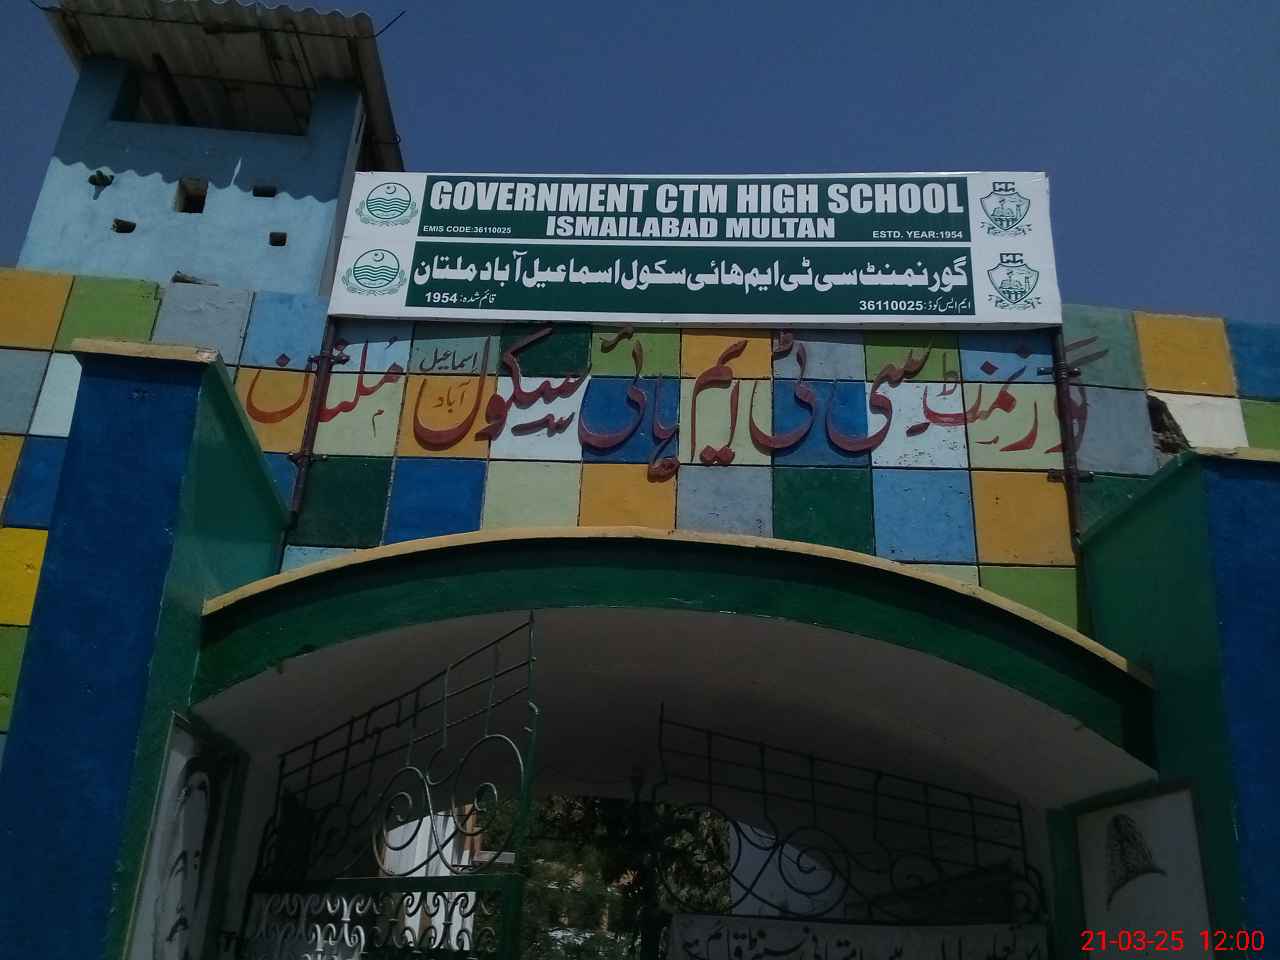 GOVERNMENT CTM HIGH SCHOOL
ISMAILABAD MULTAN
EMIS CODE:36110025
ESTD. YEAR:1954
گورنمنٹ سی ٹی ایم ھائی سکول اسماعیل آباد ملتان
ایم ایس کوڈ: 36110025
قائم شدہ: 1954
گورنمنٹ سی ٹی ایم ہائی سکول اسماعیل آباد مُلتان
21-03-25 12:00